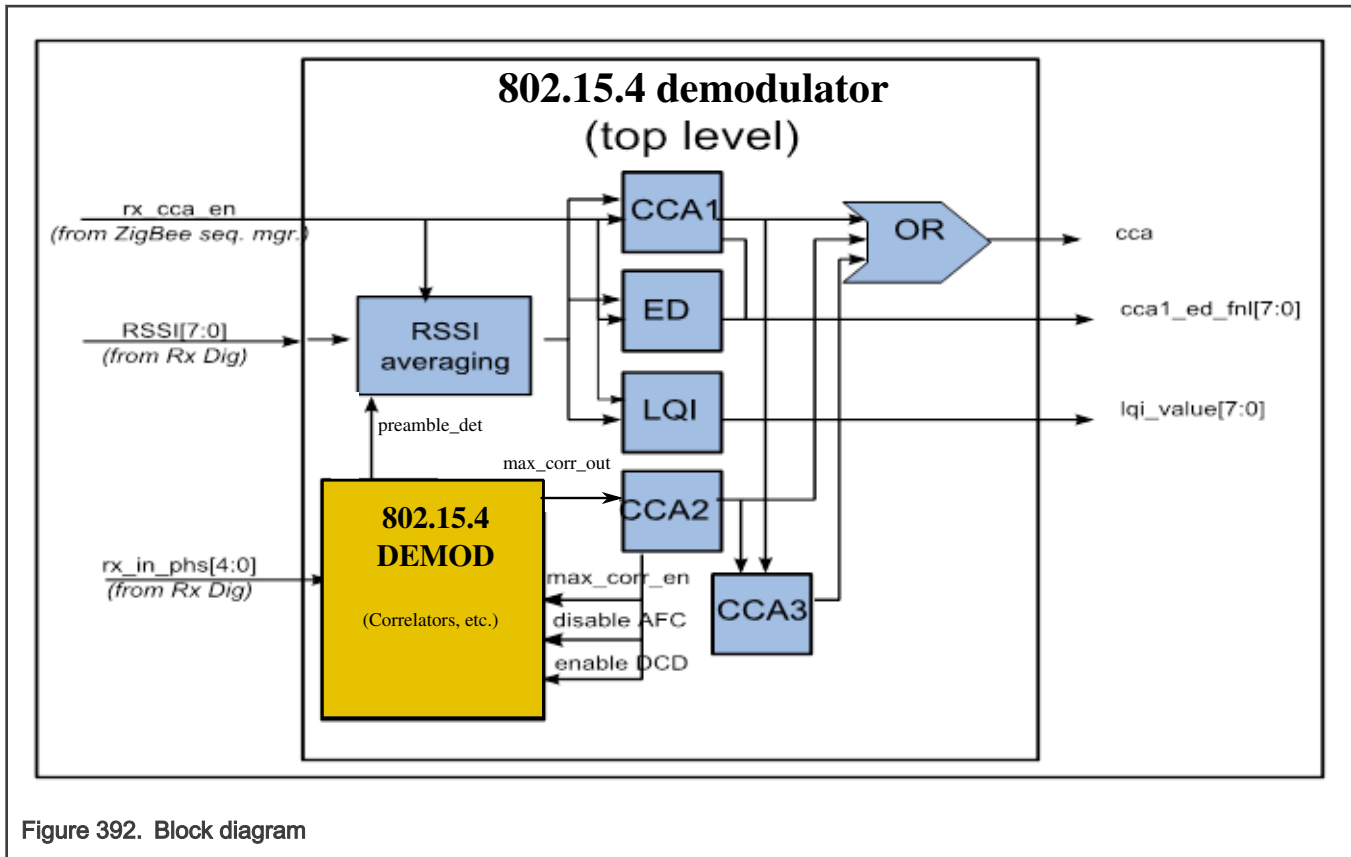 802.15.4 demodulator
(top level)
rx_cca_en
(from ZigBee seq. mgr.)
CCA1
OR
cca
RSSI[7:0]
(from Rx Dig)
RSSI
averaging
ED
cca1_ed_fnl[7:0]
LQI
lqi_value[7:0]
preamble_det
max_corr_out
802.15.4
DEMOD
(Correlators, etc.)
CCA2
rx_in_phs[4:0]
(from Rx Dig)
max_corr_en
disable AFC
enable DCD
CCA3
Figure 392. Block diagram